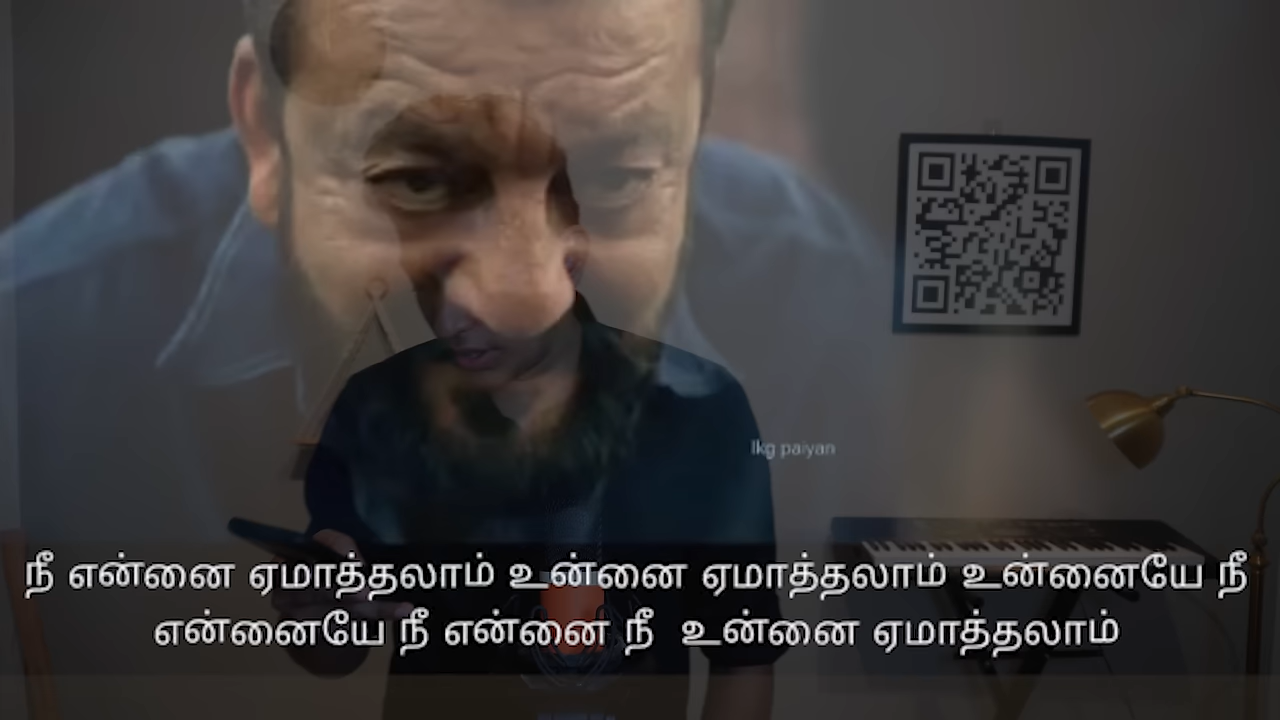 lkg paiyan
நீ என்னை ஏமாத்தலாம் உன்னை ஏமாத்தலாம் உன்னையே நீ
என்னையே நீ என்னை நீ உன்னை ஏமாத்தலாம்